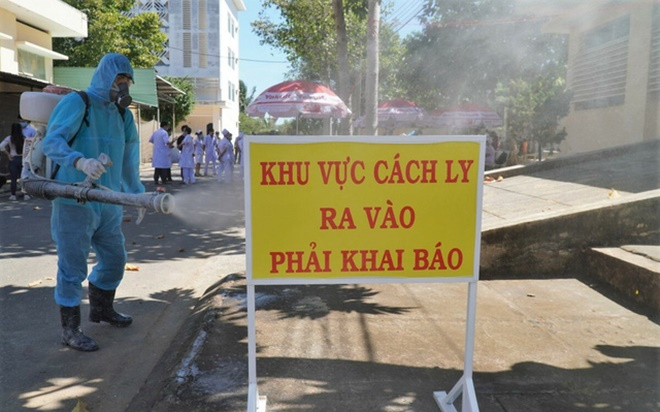 KHU VỰC CÁCH LY
RA VÀO
PHẢI KHAI BÁO